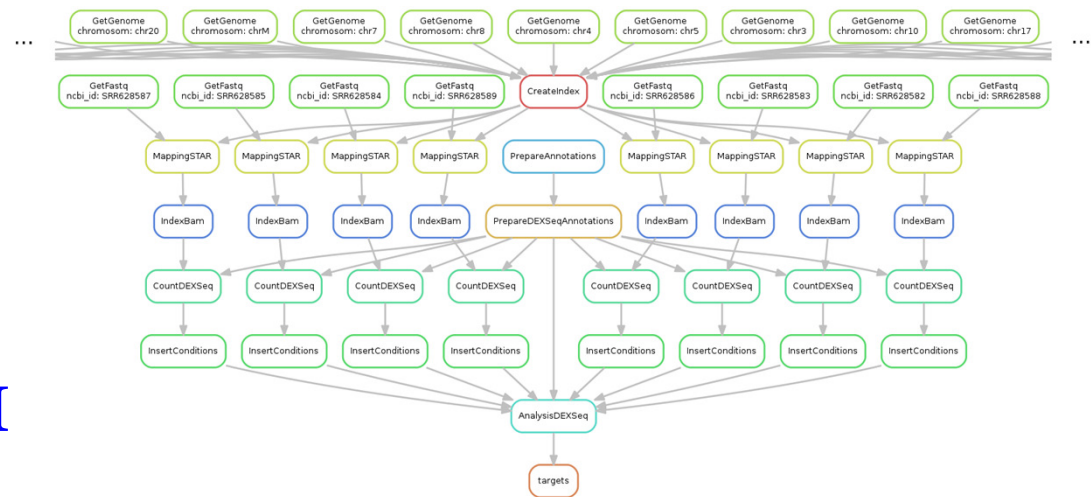 GetGenome GetGenome GetGenome GetGenome GetGenome GetGenome GetGenome GetGenome GetGenome
... chromosom: chr20 chromosom: chrM chromosom: chr7 chromosom: chr8 chromosom: chr4 chromosom: chr5 chromosom: chr3 chromosom: chr10 chromosom: chr17 ...
GetFastq GetFastq GetFastq GetFastq CreateIndex GetFastq GetFastq GetFastq GetFastq
ncbi_id: SRR628587 ncbi_id: SRR628585 ncbi_id: SRR628584 ncbi_id: SRR628589 ncbi_id: SRR628586 ncbi_id: SRR628583 ncbi_id: SRR628582 ncbi_id: SRR628588
MappingSTAR MappingSTAR MappingSTAR MappingSTAR PrepareAnnotations MappingSTAR MappingSTAR MappingSTAR MappingSTAR
IndexBam IndexBam IndexBam IndexBam PrepareDEXSeqAnnotations IndexBam IndexBam IndexBam IndexBam
CountDEXSeq CountDEXSeq CountDEXSeq CountDEXSeq CountDEXSeq CountDEXSeq CountDEXSeq CountDEXSeq
InsertConditions InsertConditions InsertConditions InsertConditions InsertConditions InsertConditions InsertConditions InsertConditions
[
AnalysisDEXSeq
targets